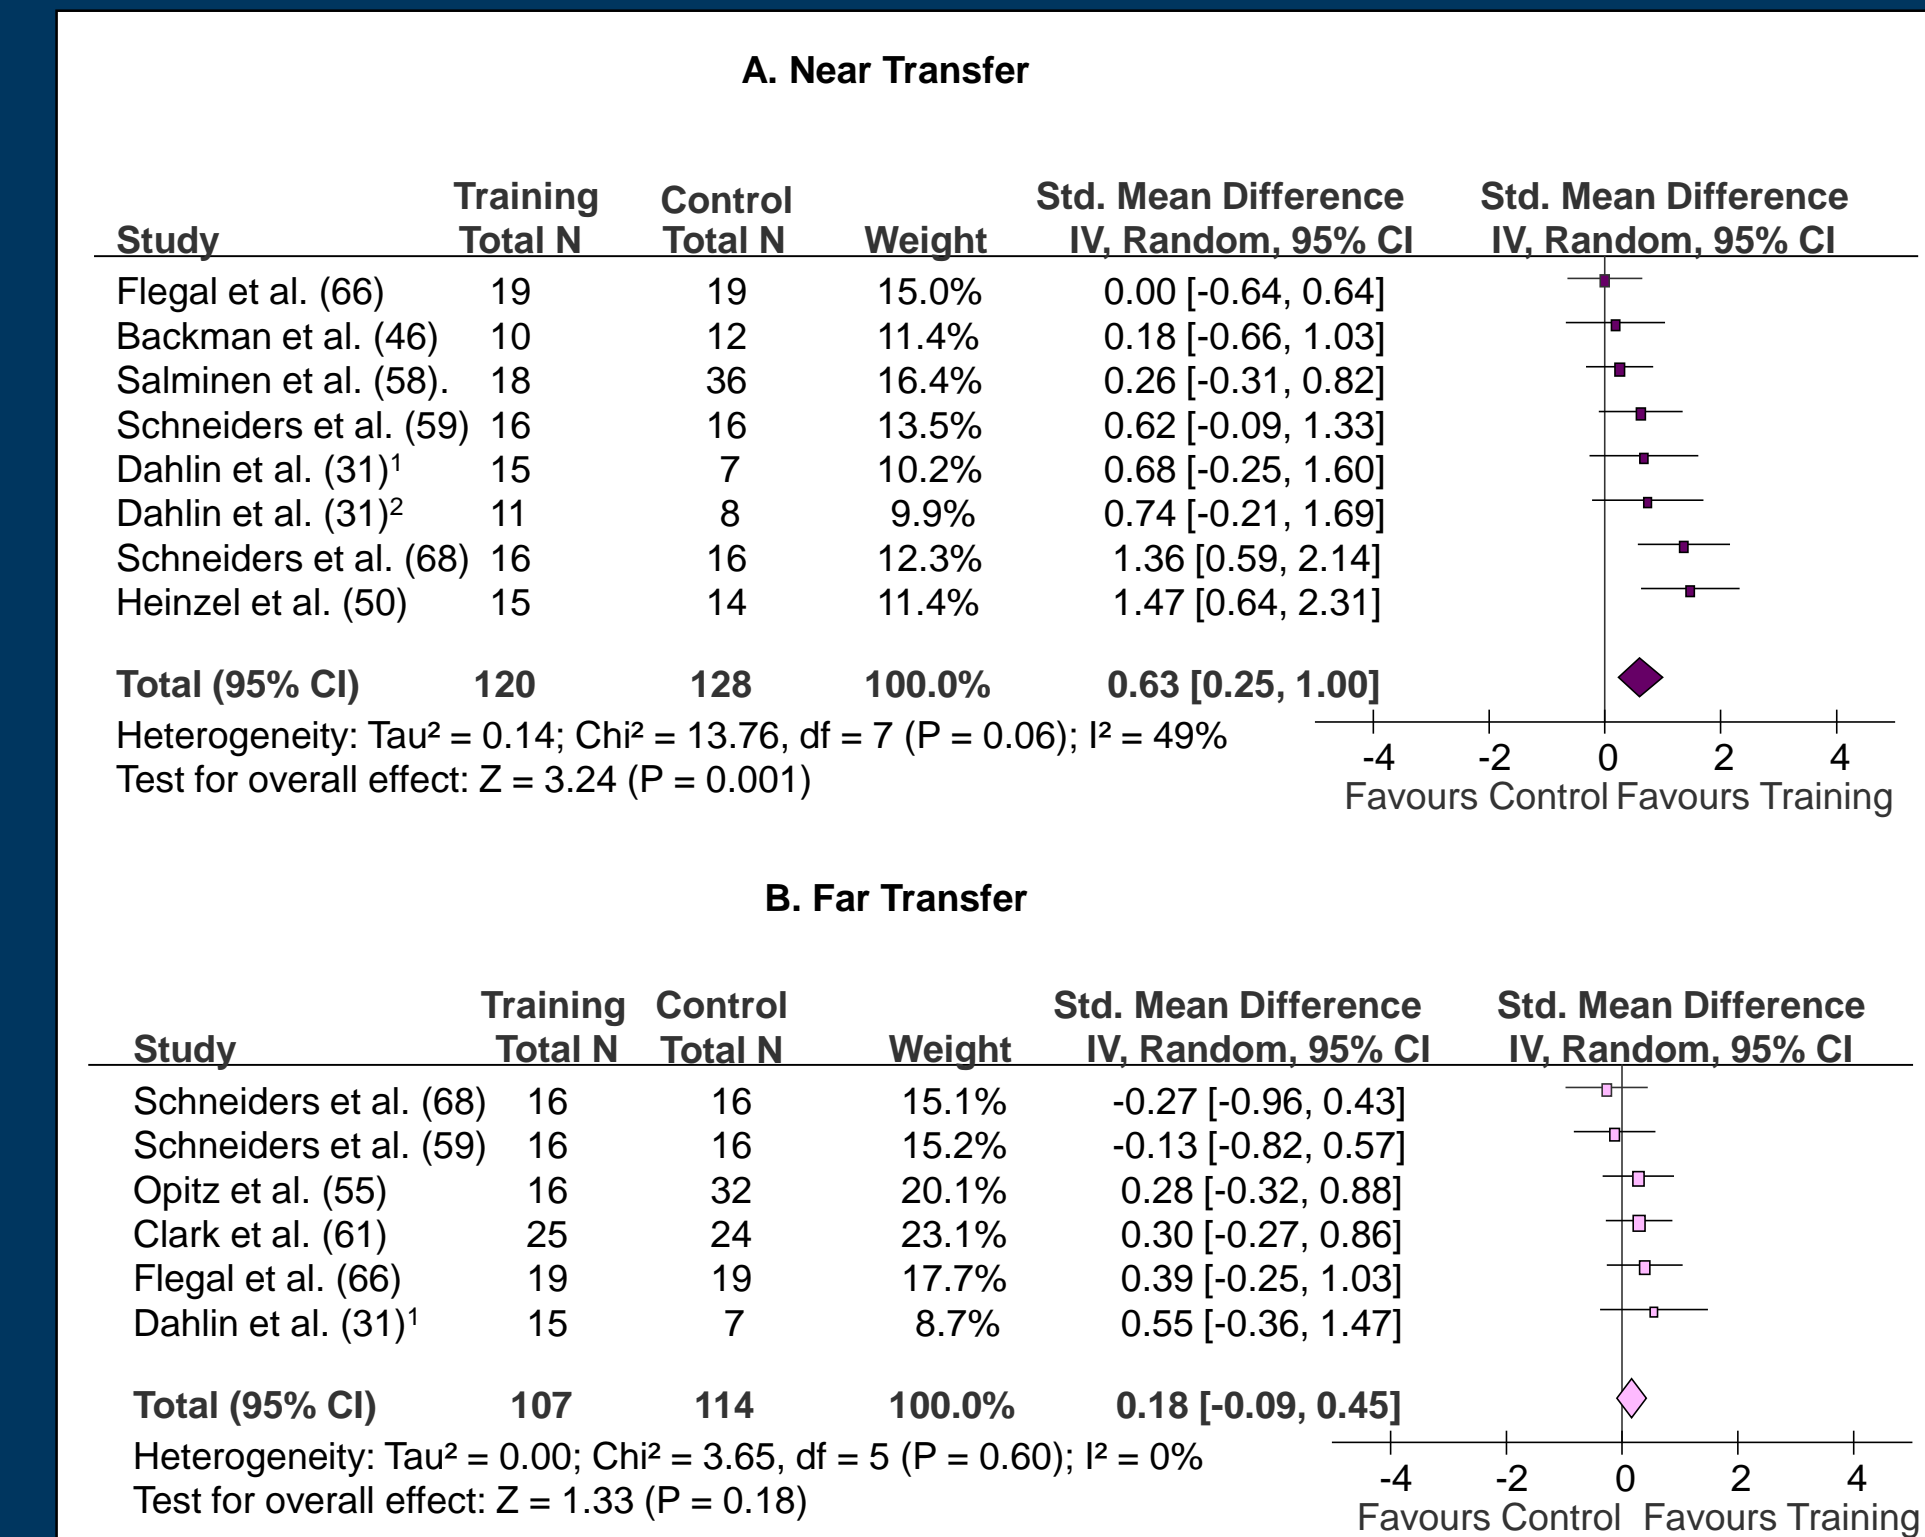 A. Near Transfer
Training Control Std. Mean Difference Std. Mean Difference
Study Total N Total N Weight IV, Random, 95% CI IV, Random, 95% CI
Flegal et al. (66) 19 19 15.0% 0.00 [-0.64, 0.64]
Backman et al. (46) 10 12 11.4% 0.18 [-0.66, 1.03]
Salminen et al. (58). 18 36 16.4% 0.26 [-0.31, 0.82]
Schneiders et al. (59) 16 16 13.5% 0.62 [-0.09, 1.33]
Dahlin et al. (31)¹ 15 7 10.2% 0.68 [-0.25, 1.60]
Dahlin et al. (31)² 11 8 9.9% 0.74 [-0.21, 1.69]
Schneiders et al. (68) 16 16 12.3% 1.36 [0.59, 2.14]
Heinzel et al. (50) 15 14 11.4% 1.47 [0.64, 2.31]
Total (95% CI) 120 128 100.0% 0.63 [0.25, 1.00]
Heterogeneity: Tau² = 0.14; Chi² = 13.76, df = 7 (P = 0.06); I² = 49%
Test for overall effect: Z = 3.24 (P = 0.001)
-4 -2 0 2 4
Favours Control Favours Training
B. Far Transfer
Training Control Std. Mean Difference Std. Mean Difference
Study Total N Total N Weight IV, Random, 95% CI IV, Random, 95% CI
Schneiders et al. (68) 16 16 15.1% -0.27 [-0.96, 0.43]
Schneiders et al. (59) 16 16 15.2% -0.13 [-0.82, 0.57]
Opitz et al. (55) 16 32 20.1% 0.28 [-0.32, 0.88]
Clark et al. (61) 25 24 23.1% 0.30 [-0.27, 0.86]
Flegal et al. (66) 19 19 17.7% 0.39 [-0.25, 1.03]
Dahlin et al. (31)¹ 15 7 8.7% 0.55 [-0.36, 1.47]
Total (95% CI) 107 114 100.0% 0.18 [-0.09, 0.45]
Heterogeneity: Tau² = 0.00; Chi² = 3.65, df = 5 (P = 0.60); I² = 0%
Test for overall effect: Z = 1.33 (P = 0.18)
-4 -2 0 2 4
Favours Control Favours Training